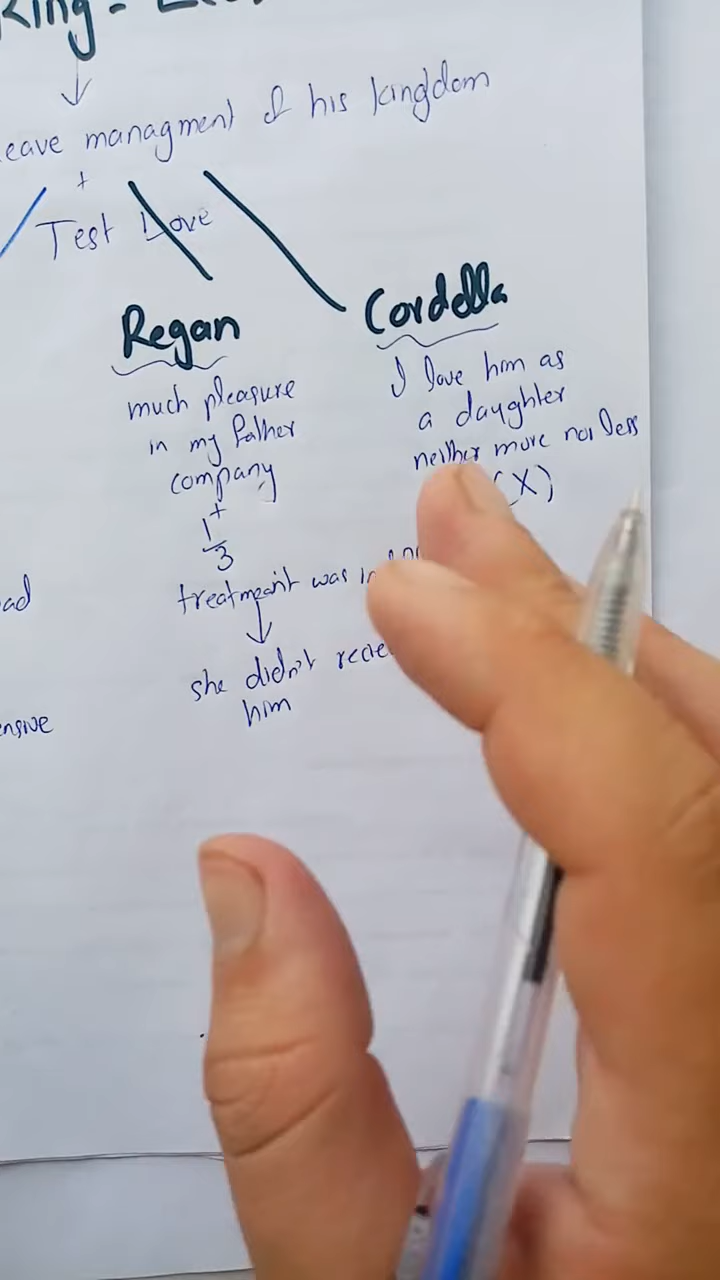 King-
leave managment of his kingdom
+
Test Love
Regan
Cordella
much pleasure
in my father
company
+
1/3
treatment was
she didn't recie
him
I love him as
a daughter
neither more nor less
(X)
ad
ensive